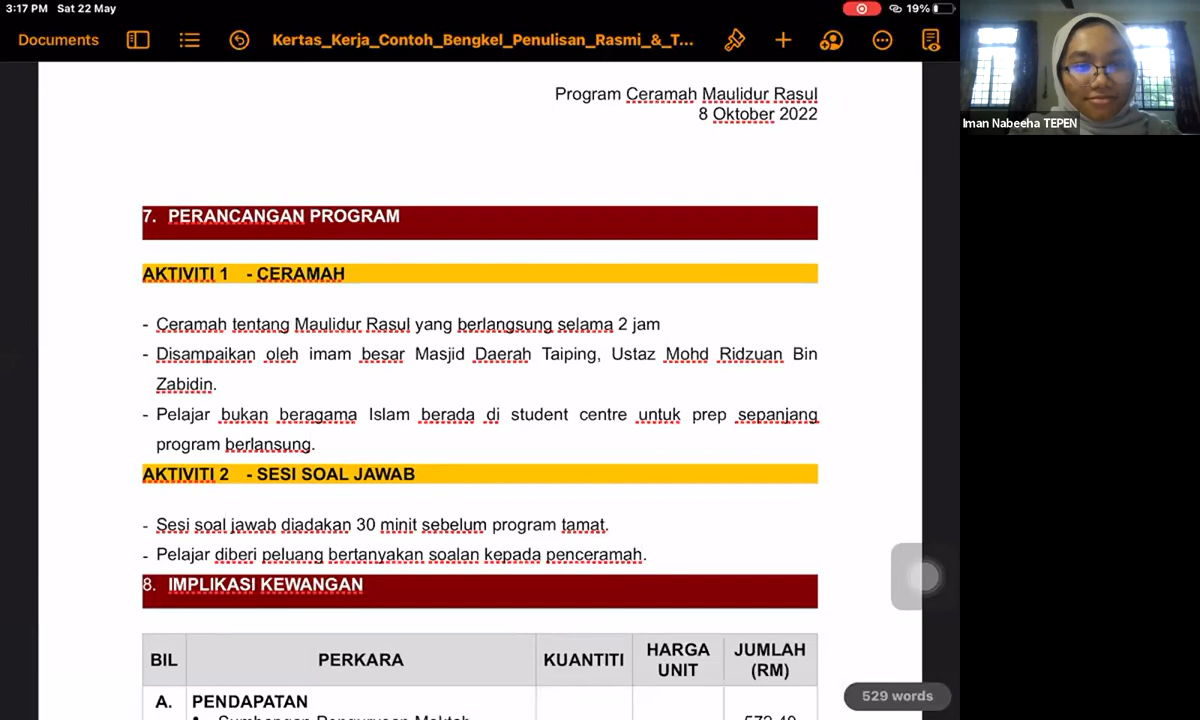 3:17 PM Sat 22 May
19%
Documents
Kertas_Kerja_Contoh_Bengkel_Penulisan_Rasmi_&_T...
Iman Nabeeha TEPEN
Program Ceramah Maulidur Rasul
8 Oktober 2022
7. PERANCANGAN PROGRAM
AKTIVITI 1 - CERAMAH
- Ceramah tentang Maulidur Rasul yang berlangsung selama 2 jam
- Disampaikan oleh imam besar Masjid Daerah Taiping, Ustaz Mohd Ridzuan Bin
Zabidin.
- Pelajar bukan beragama Islam berada di student centre untuk prep sepanjang
program berlansung.
AKTIVITI 2 - SESI SOAL JAWAB
- Sesi soal jawab diadakan 30 minit sebelum program tamat.
- Pelajar diberi peluang bertanyakan soalan kepada penceramah.
8. IMPLIKASI KEWANGAN
BIL PERKARA KUANTITI HARGA UNIT JUMLAH (RM)
A. PENDAPATAN
529 words